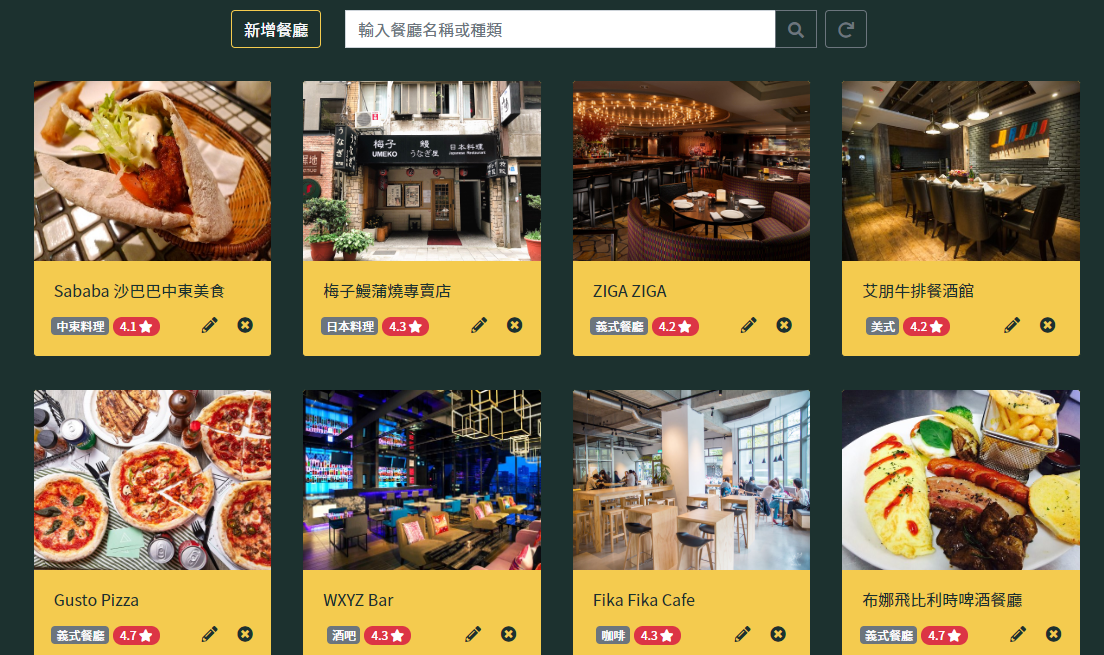 新增餐廳
輸入餐廳名稱或種類
梅子 鰻 日本料理
UMEKO うなぎ屋 Japanese Restaurant
うなぎ
Sababa 沙巴巴中東美食
中東料理 4.1
梅子鰻蒲燒專賣店
日本料理 4.3
ZIGA ZIGA
義式餐廳 4.2
艾朋牛排餐酒館
美式 4.2
Gusto Pizza
義式餐廳 4.7
WXYZ Bar
酒吧 4.3
Fika Fika Cafe
咖啡 4.3
布娜飛比利時啤酒餐廳
義式餐廳 4.7